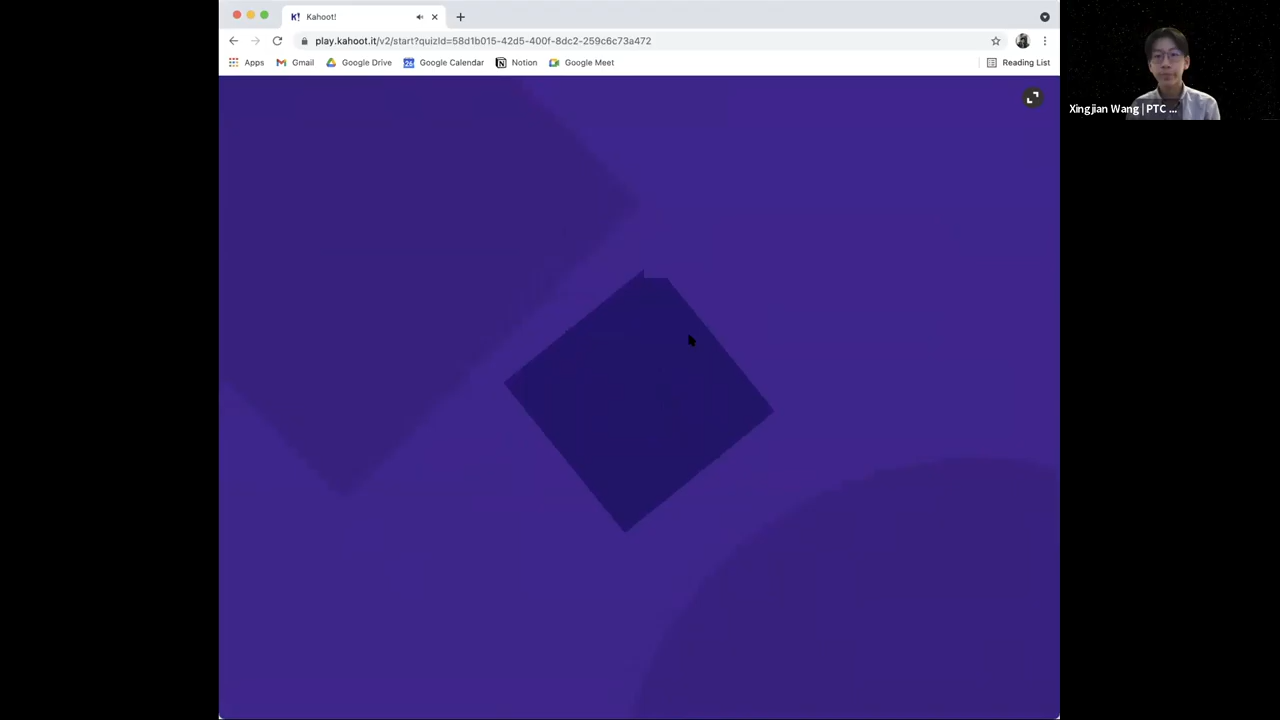 K! Kahoot!
play.kahoot.it/v2/start?quizId=58d1b015-42d5-400f-8dc2-259c6c73a472
Apps Gmail Google Drive 26 Google Calendar Notion Google Meet Reading List
Xingjian Wang | PTC ...